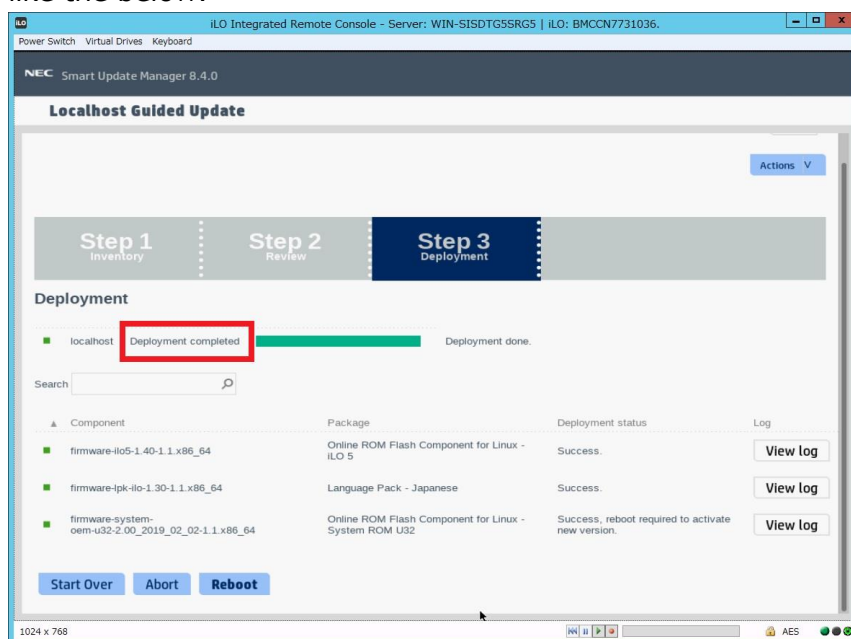 iLO Integrated Remote Console - Server: WIN-SISDTG5SRG5 | iLO: BMCCN7731036.
Power Switch Virtual Drives Keyboard
NEC Smart Update Manager 8.4.0
Localhost Guided Update
Actions
Step 1
Inventory
Step 2
Review
Step 3
Deployment
Deployment
localhost Deployment completed Deployment done.
Search
Component Package Deployment status Log
firmware-ilo5-1.40-1.1.x86_64 Online ROM Flash Component for Linux - iLO 5 Success. View log
firmware-lpk-ilo-1.30-1.1.x86_64 Language Pack - Japanese Success. View log
firmware-system-oem-u32-2.00_2019_02_02-1.1.x86_64 Online ROM Flash Component for Linux - System ROM U32 Success, reboot required to activate new version. View log
Start Over Abort Reboot
1024 x 768 AES